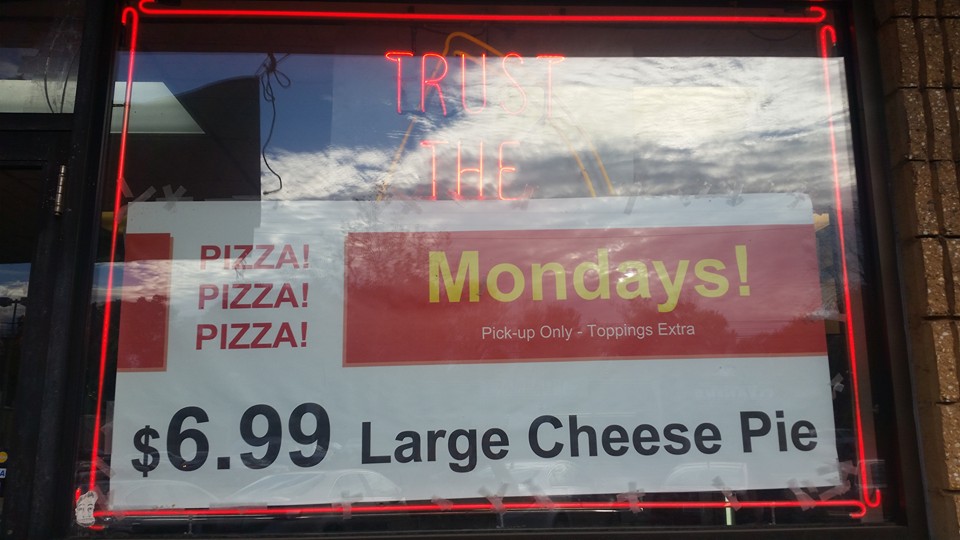 TRUST
THE
PIZZA!
PIZZA!
PIZZA!
Mondays!
Pick-up Only - Toppings Extra
$6.99 Large Cheese Pie